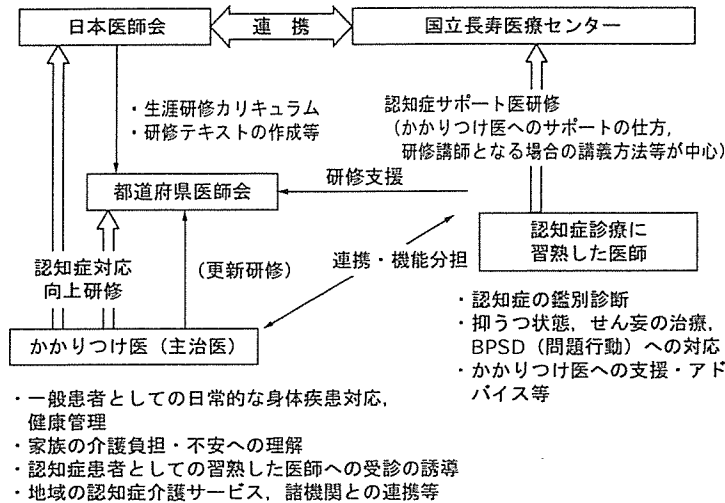 日本医師会
連 携
国立長寿医療センター
・生涯研修カリキュラム
・研修テキストの作成等
認知症サポート医研修
(かかりつけ医へのサポートの仕方,
研修講師となる場合の講義方法等が中心)
都道府県医師会
研修支援
認知症診療に
習熟した医師
認知症対応
向上研修
(更新研修)
連携・機能分担
かかりつけ医(主治医)
・認知症の鑑別診断
・抑うつ状態,せん妄の治療,
BPSD(問題行動)への対応
・かかりつけ医への支援・アド
バイス等
・一般患者としての日常的な身体疾患対応,
健康管理
・家族の介護負担・不安への理解
・認知症患者としての習熟した医師への受診の誘導
・地域の認知症介護サービス,諸機関との連携等